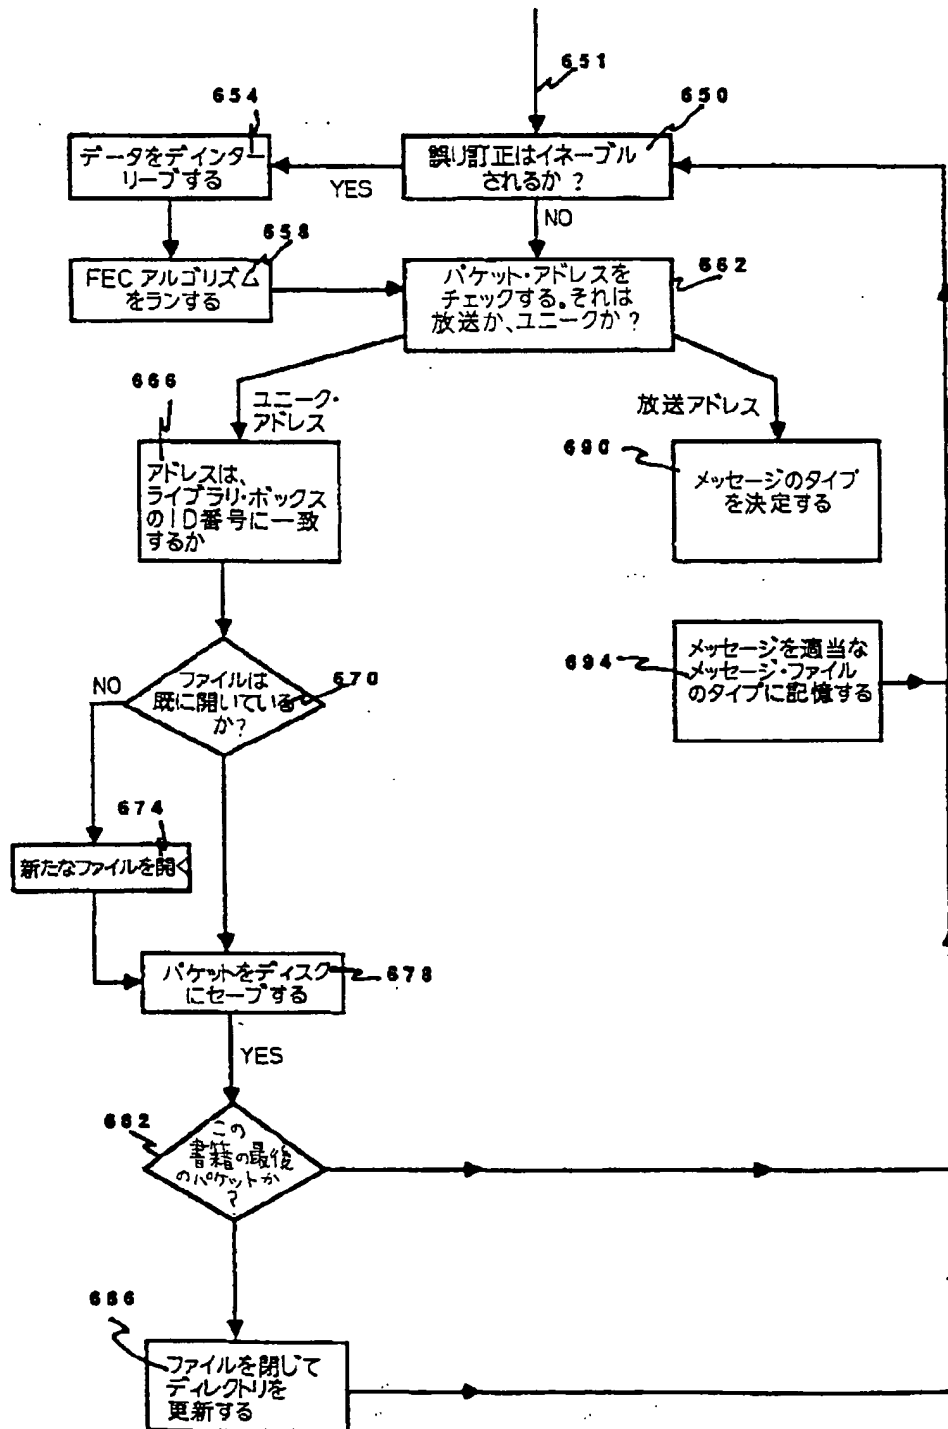 651
654
650
データをデインター
リーブする
誤り訂正はイネーブル
されるか？
YES
NO
658
FEC アルゴリズム
をランする
パケット・アドレスを
チェックする。それは
放送か、ユニークか？
662
666
ユニーク・
アドレス
放送アドレス
アドレスは、
ライブラリ・ボックス
のID番号に一致
するか
690
メッセージのタイプ
を決定する
ファイルは
既に開いている
か？
670
NO
694
メッセージを適当な
メッセージ・ファイル
のタイプに記憶する
674
新たなファイルを開く
パケットをディスク
にセーブする
678
YES
682
この
書籍の最後
のパケットか
？
686
ファイルを閉じて
ディレクトリを
更新する